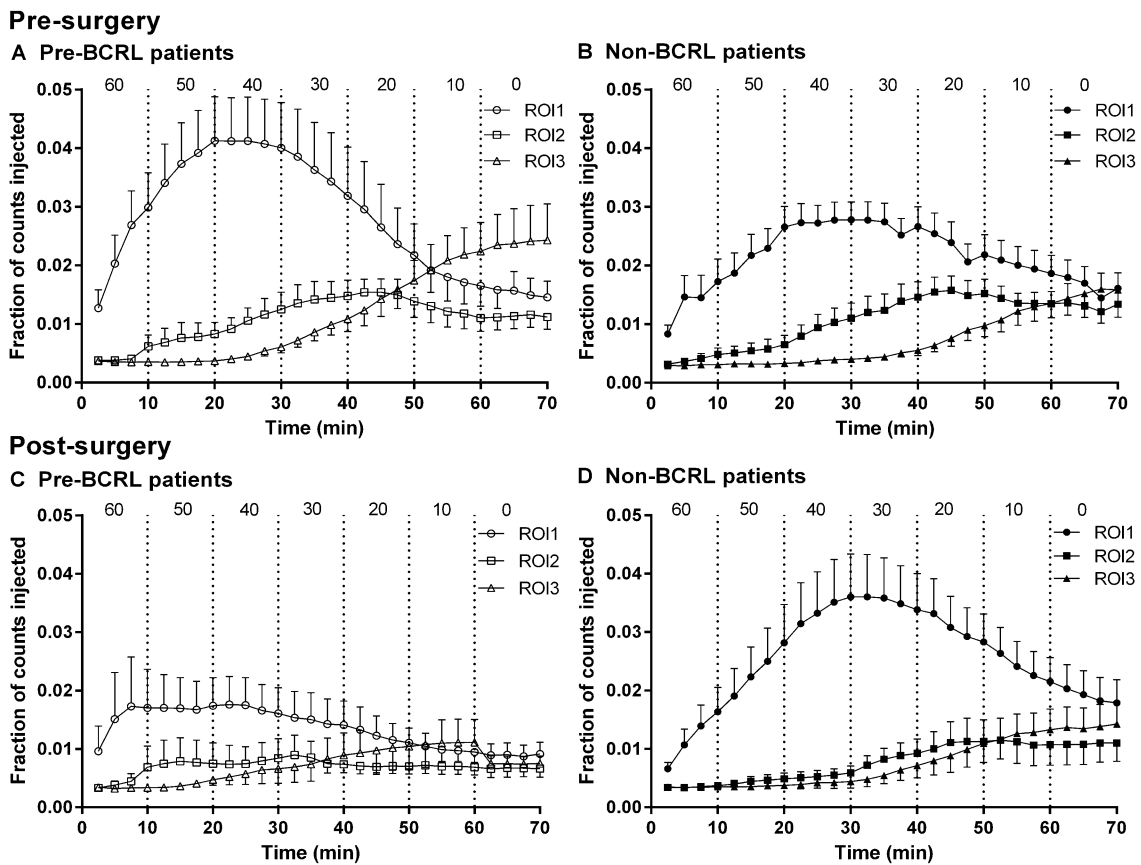 Pre-surgery
A Pre-BCRL patients
60 50 40 30 20 10 0
0.05
0.04
0.03
0.02
0.01
0.00
Fraction of counts injected
ROI1
ROI2
ROI3
0 10 20 30 40 50 60 70
Time (min)
B Non-BCRL patients
60 50 40 30 20 10 0
0.05
0.04
0.03
0.02
0.01
0.00
Fraction of counts injected
ROI1
ROI2
ROI3
0 10 20 30 40 50 60 70
Time (min)
Post-surgery
C Pre-BCRL patients
60 50 40 30 20 10 0
0.05
0.04
0.03
0.02
0.01
0.00
Fraction of counts injected
ROI1
ROI2
ROI3
0 10 20 30 40 50 60 70
Time (min)
D Non-BCRL patients
60 50 40 30 20 10 0
0.05
0.04
0.03
0.02
0.01
0.00
Fraction of counts injected
ROI1
ROI2
ROI3
0 10 20 30 40 50 60 70
Time (min)